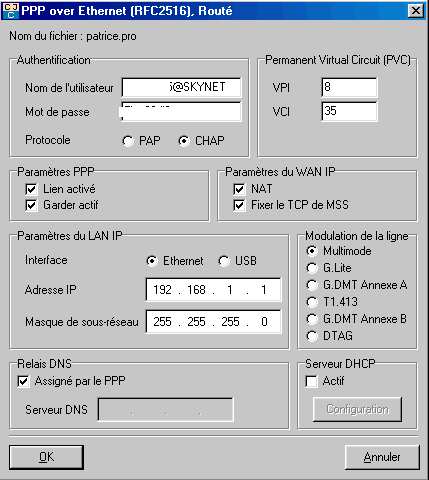 PPP over Ethernet (RFC2516), Routé
Nom du fichier : patrice.pro
Authentification
Nom de l'utilisateur
@SKYNET
Mot de passe
Protocole
PAP
CHAP
Permanent Virtual Circuit (PVC)
VPI
8
VCI
35
Paramètres PPP
Lien activé
Garder actif
Paramètres du WAN IP
NAT
Fixer le TCP de MSS
Paramètres du LAN IP
Interface
Ethernet
USB
Adresse IP
192 . 168 . 1 . 1
Masque de sous-réseau
255 . 255 . 255 . 0
Modulation de la ligne
Multimode
G.Lite
G.DMT Annexe A
T1.413
G.DMT Annexe B
DTAG
Relais DNS
Assigné par le PPP
Serveur DNS
. . .
Serveur DHCP
Actif
Configuration
OK
Annuler